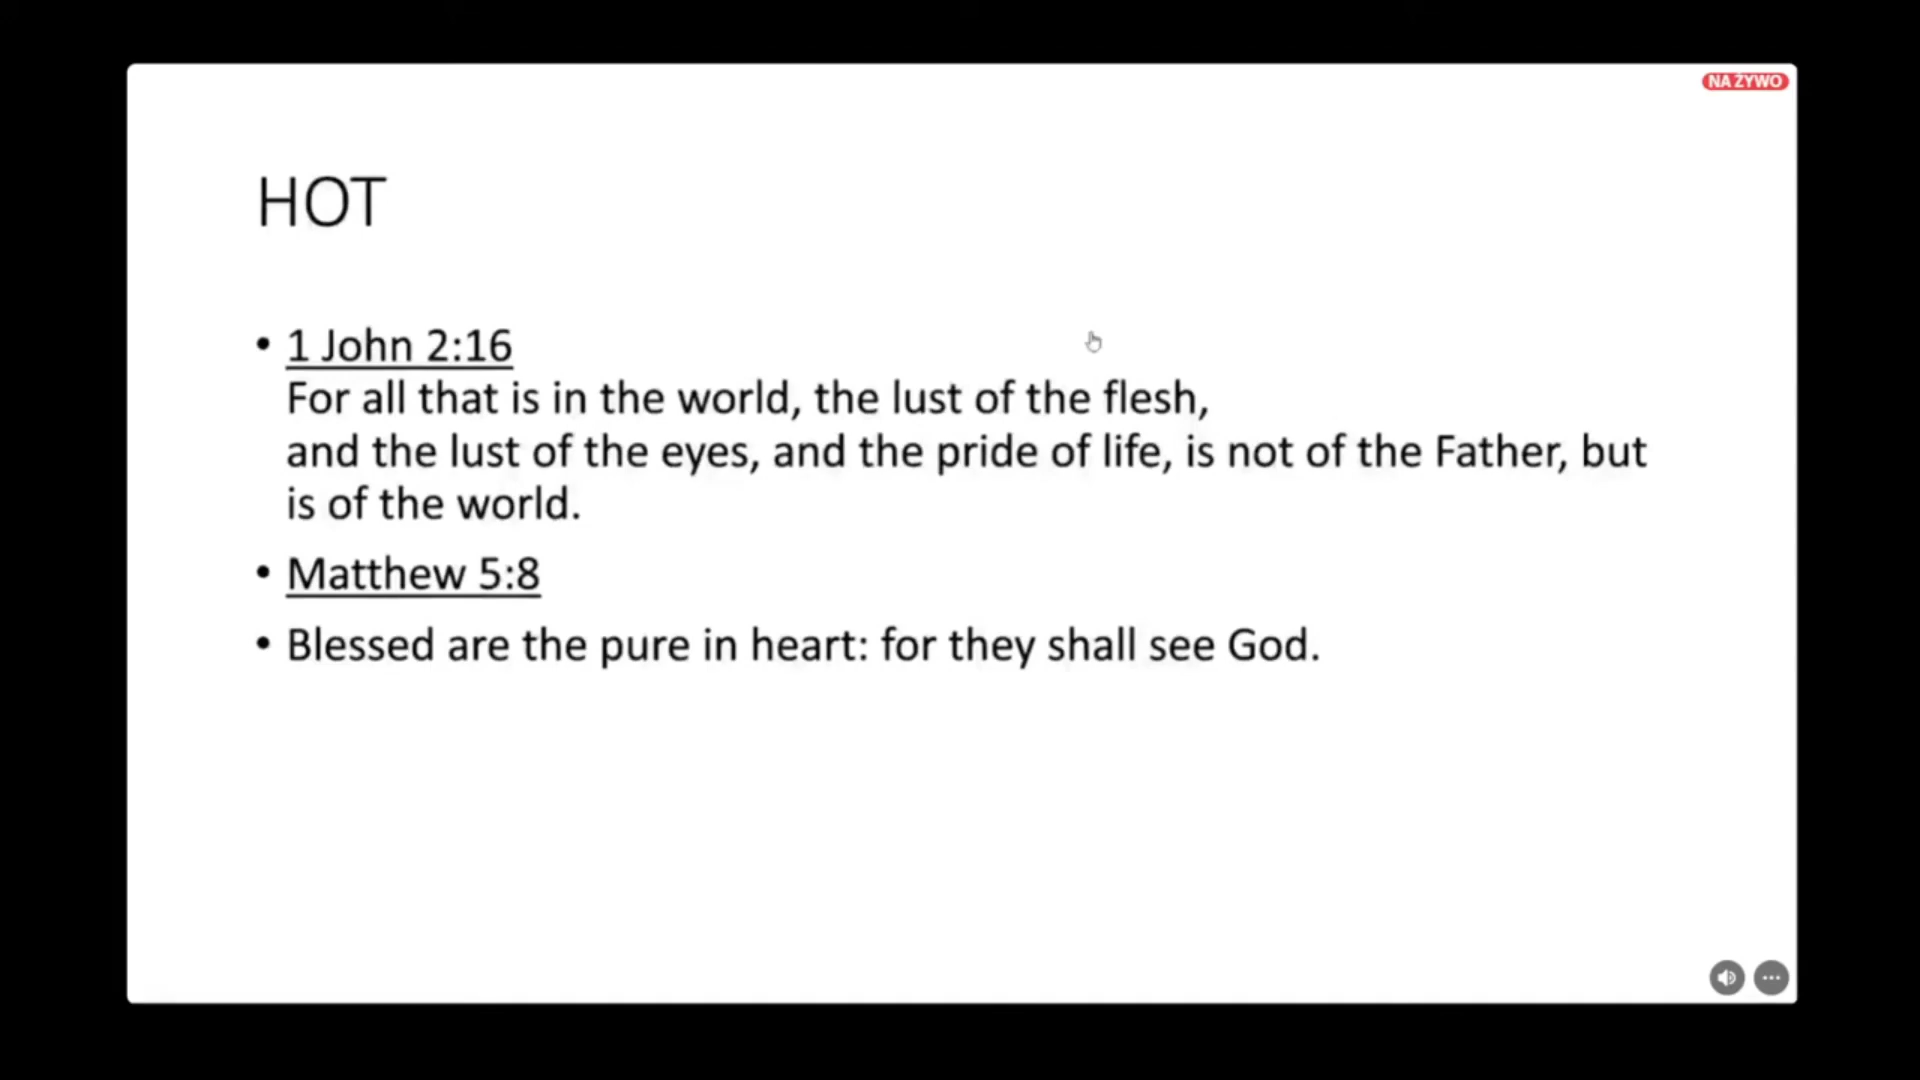 NA ŻYWO
HOT
• 1 John 2:16
For all that is in the world, the lust of the flesh,
and the lust of the eyes, and the pride of life, is not of the Father, but
is of the world.
• Matthew 5:8
• Blessed are the pure in heart: for they shall see God.